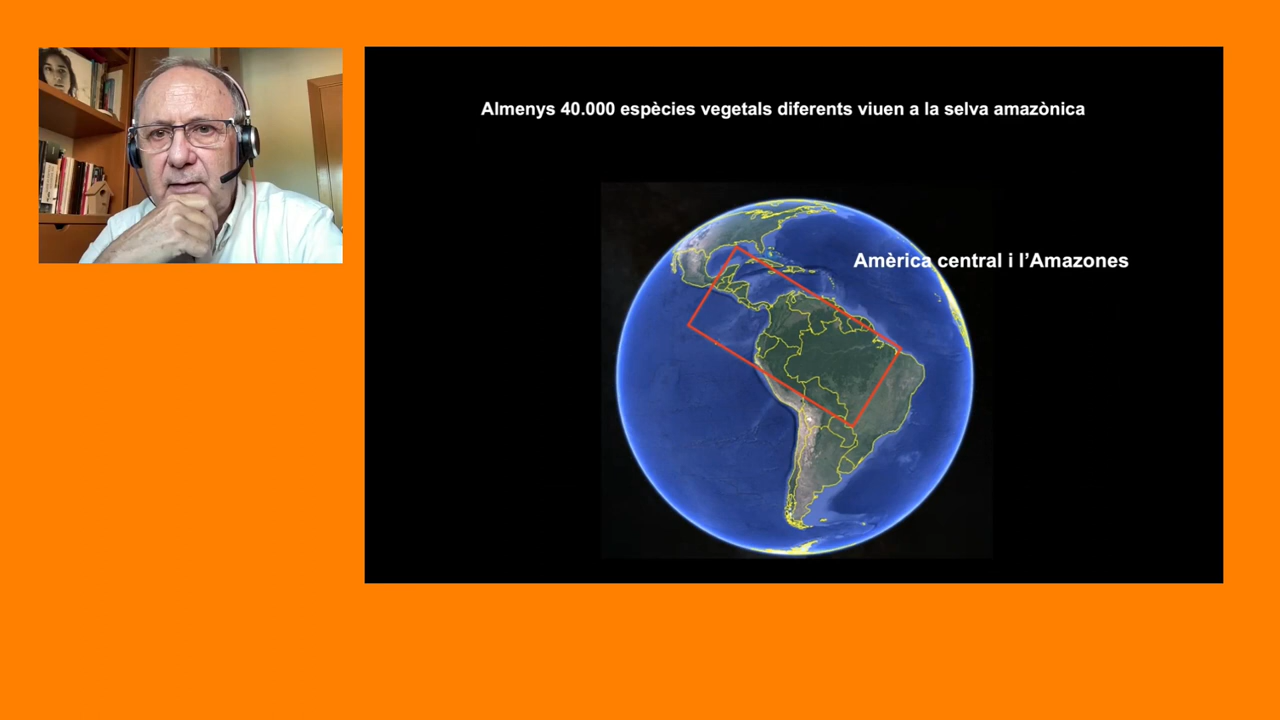 Almenys 40.000 espècies vegetals diferents viuen a la selva amazònica
Amèrica central i l’Amazones